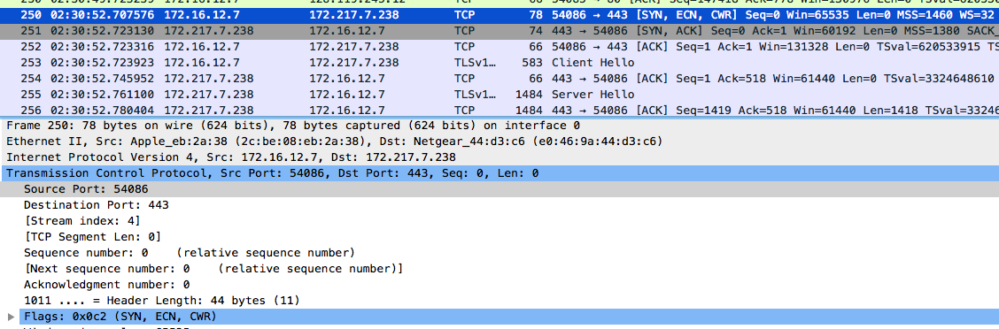 250 02:30:52.707576 172.16.12.7 172.217.7.238 TCP 78 54086 → 443 [SYN, ECN, CWR] Seq=0 Win=65535 Len=0 MSS=1460 WS=32
251 02:30:52.723130 172.217.7.238 172.16.12.7 TCP 74 443 → 54086 [SYN, ACK] Seq=0 Ack=1 Win=60192 Len=0 MSS=1380 SACK_
252 02:30:52.723316 172.16.12.7 172.217.7.238 TCP 66 54086 → 443 [ACK] Seq=1 Ack=1 Win=131328 Len=0 TSval=620533915 TS
253 02:30:52.723923 172.16.12.7 172.217.7.238 TLSv1… 583 Client Hello
254 02:30:52.745952 172.217.7.238 172.16.12.7 TCP 66 443 → 54086 [ACK] Seq=1 Ack=518 Win=61440 Len=0 TSval=3324648610
255 02:30:52.761100 172.217.7.238 172.16.12.7 TLSv1… 1484 Server Hello
256 02:30:52.780404 172.217.7.238 172.16.12.7 TCP 1484 443 → 54086 [ACK] Seq=1419 Ack=518 Win=61440 Len=1418 TSval=33246
Frame 250: 78 bytes on wire (624 bits), 78 bytes captured (624 bits) on interface 0
Ethernet II, Src: Apple_eb:2a:38 (2c:be:08:eb:2a:38), Dst: Netgear_44:d3:c6 (e0:46:9a:44:d3:c6)
Internet Protocol Version 4, Src: 172.16.12.7, Dst: 172.217.7.238
Transmission Control Protocol, Src Port: 54086, Dst Port: 443, Seq: 0, Len: 0
Source Port: 54086
Destination Port: 443
[Stream index: 4]
[TCP Segment Len: 0]
Sequence number: 0 (relative sequence number)
[Next sequence number: 0 (relative sequence number)]
Acknowledgment number: 0
1011 .... = Header Length: 44 bytes (11)
Flags: 0x0c2 (SYN, ECN, CWR)